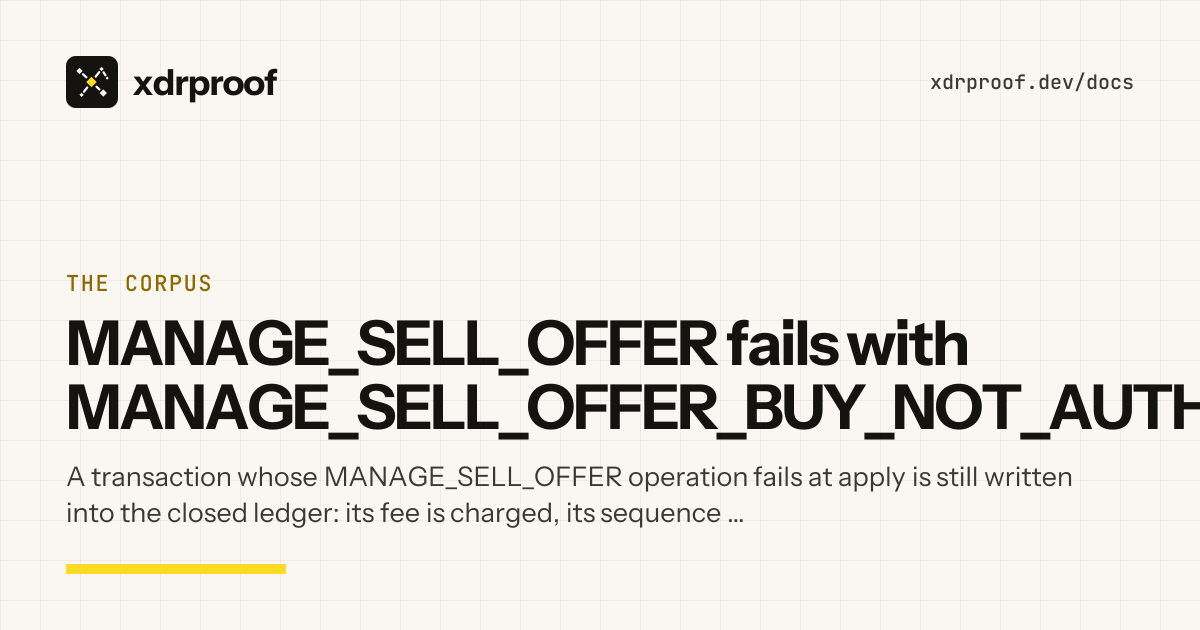 xdrproof
xdrproof.dev/docs
THE CORPUS
MANAGE_SELL_OFFER fails with
MANAGE_SELL_OFFER_BUY_NOT_AUTH
A transaction whose MANAGE_SELL_OFFER operation fails at apply is still written
into the closed ledger: its fee is charged, its sequence ...